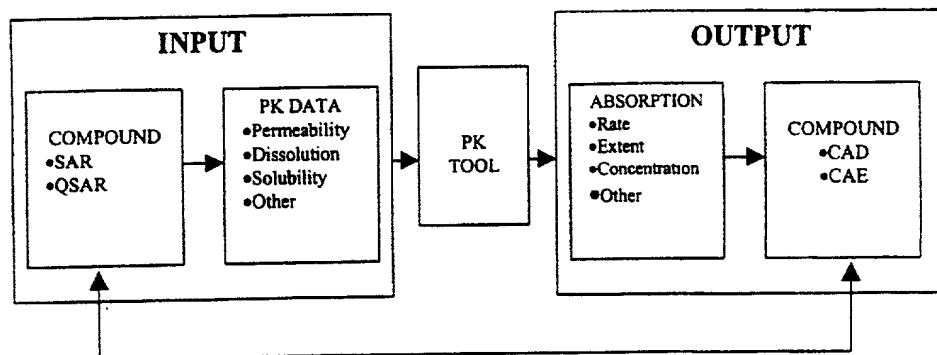 INPUT
COMPOUND
•SAR
•QSAR
PK DATA
•Permeability
•Dissolution
•Solubility
•Other
PK
TOOL
OUTPUT
ABSORPTION
•Rate
•Extent
•Concentration
•Other
COMPOUND
•CAD
•CAE